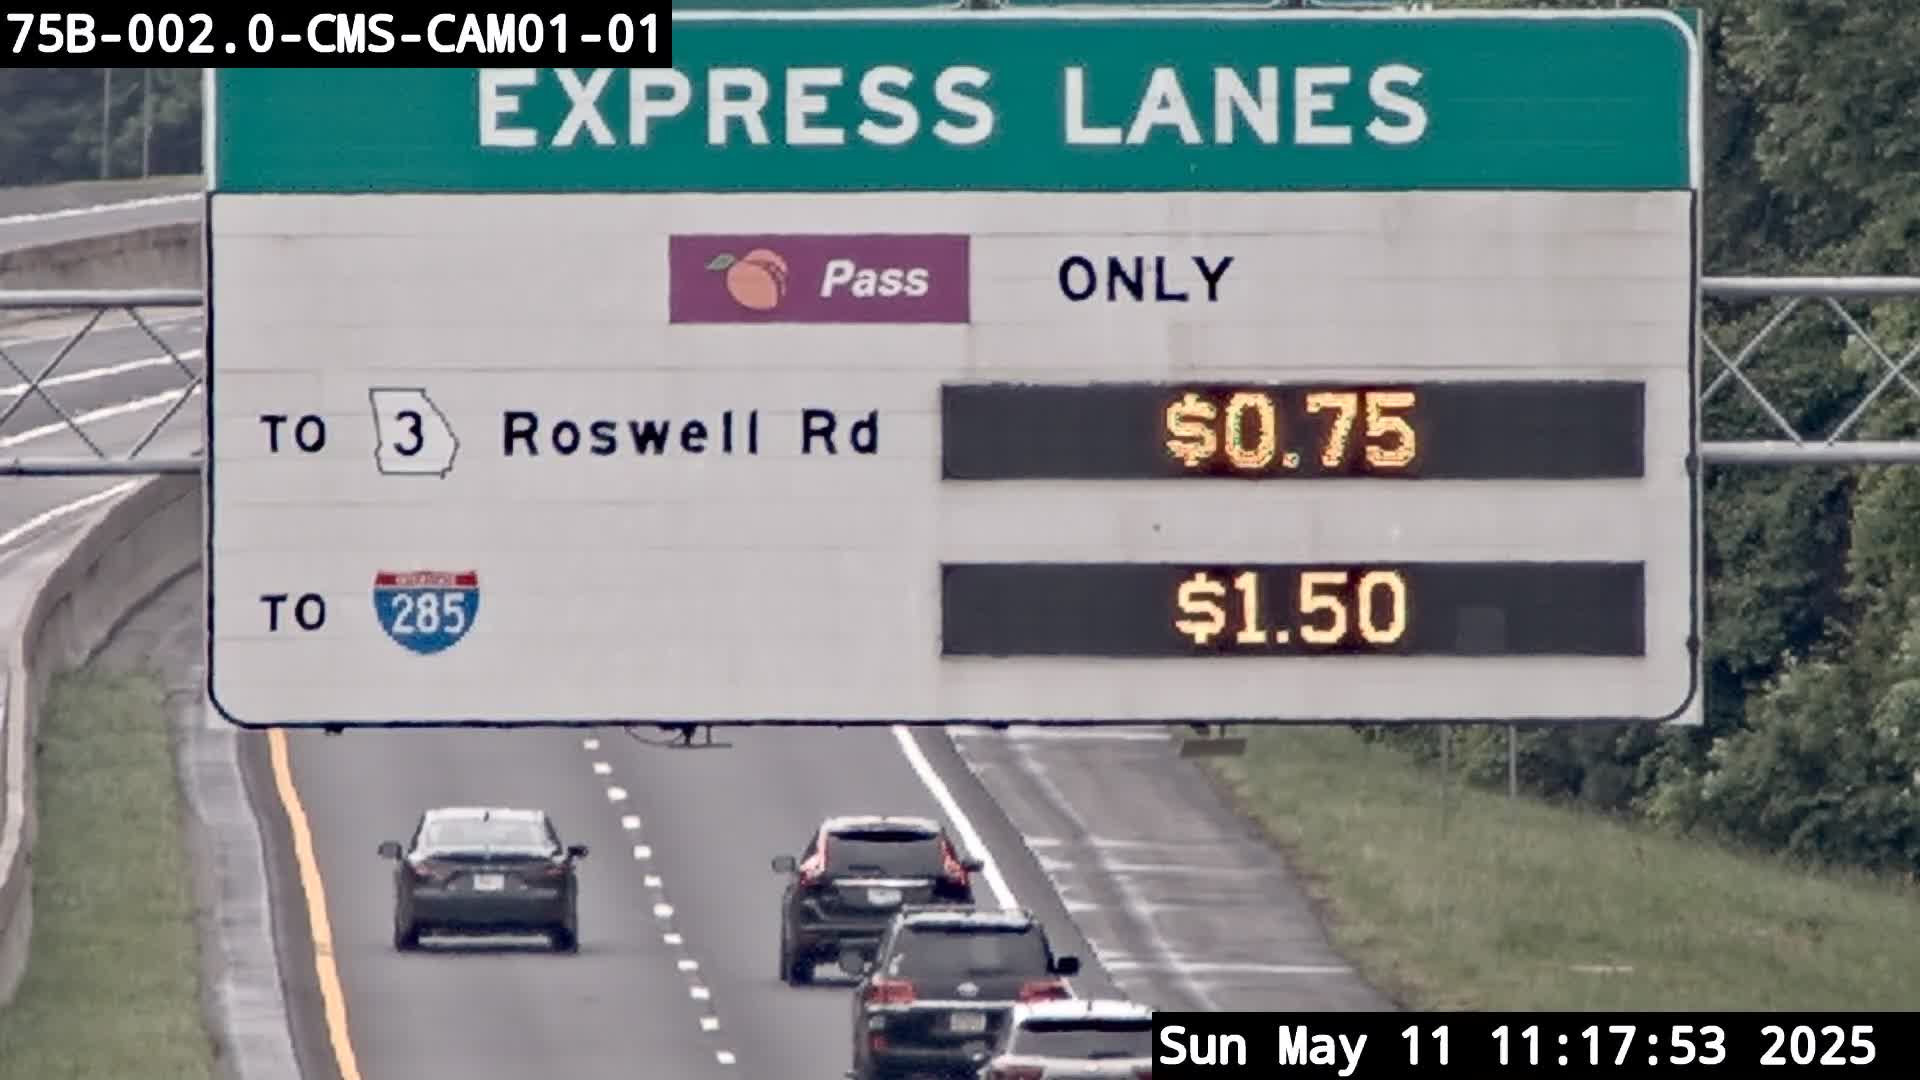 75B-002.0-CMS-CAM01-01
EXPRESS LANES
Pass ONLY
TO 3 Roswell Rd $0.75
TO 285 $1.50
Sun May 11 11:17:53 2025